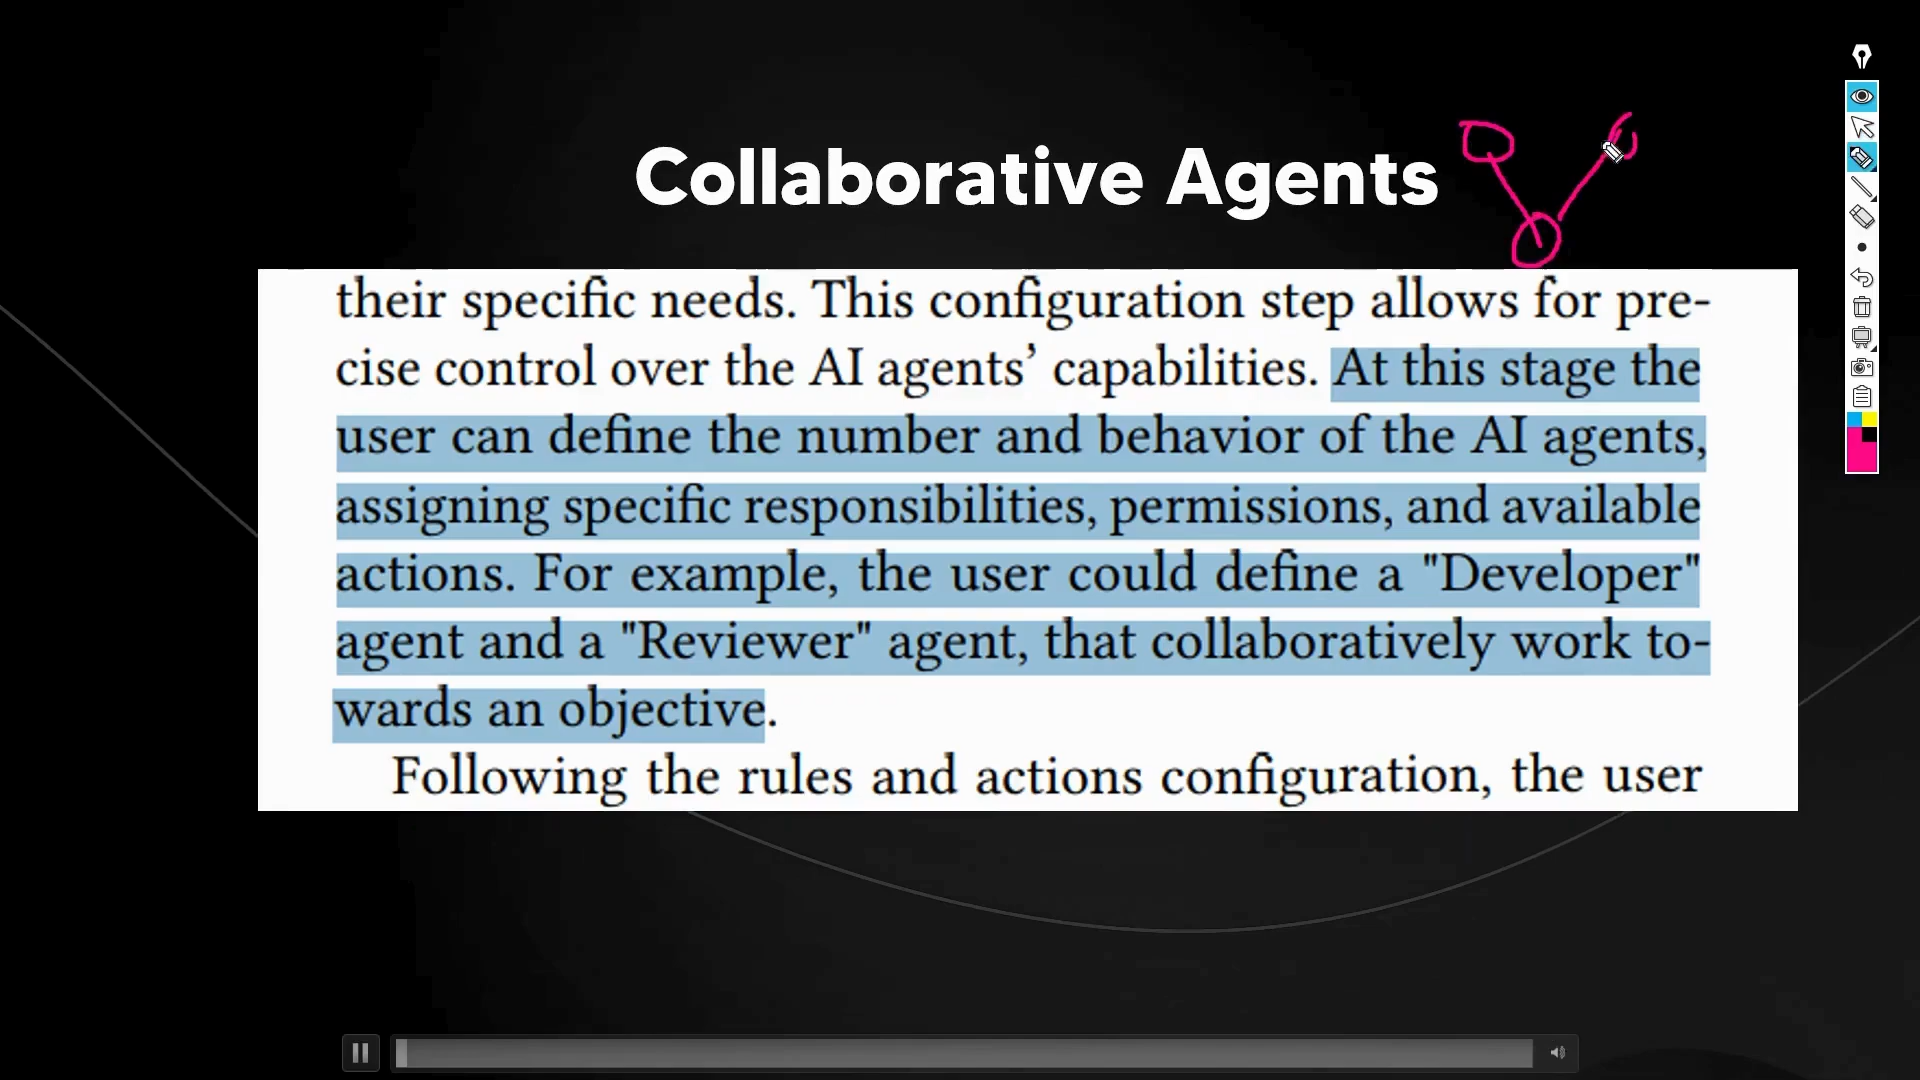 Collaborative Agents
their specific needs. This configuration step allows for pre-
cise control over the AI agents’ capabilities. At this stage the
user can define the number and behavior of the AI agents,
assigning specific responsibilities, permissions, and available
actions. For example, the user could define a "Developer"
agent and a "Reviewer" agent, that collaboratively work to-
wards an objective.
Following the rules and actions configuration, the user